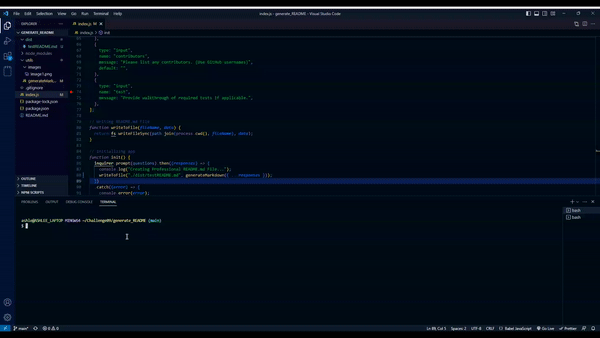 File Edit Selection View Go Run Terminal Help
index.js - generate_README - Visual Studio Code
EXPLORER
index.js M
GENERATE_README
index.js > init
dist
testREADME.md U
node_modules
utils
images
image1.png
generateMark... M
.gitignore
index.js M
package-lock.json
package.json
README.md
OUTLINE
TIMELINE
NPM SCRIPTS
},
{
type: "input",
name: "contributors",
message: "Please list any contributors. (Use GitHub usernames)",
default: "",
},
{
type: "input",
name: "test",
message: "Provide walkthrough of required tests if applicable.",
},
];
// Writing README.md file
function writeToFile(fileName, data) {
return fs.writeFileSync(path.join(process.cwd(), fileName), data);
}
// Initializing app
function init() {
inquirer.prompt(questions).then((responses) => {
console.log("Creating Professional README.md File...");
writeToFile("./dist/testREADME.md", generateMarkdown({ ...responses }));
})
.catch((error) => {
console.error(error);
PROBLEMS OUTPUT DEBUG CONSOLE TERMINAL
bash
bash
ashle@ASHLEE_LAPTOP MINGW64 ~/Challenge09/generate_README (main)
$
main* 0 0
Ln 89, Col 5 Spaces: 2 UTF-8 CRLF Babel JavaScript Go Live Prettier